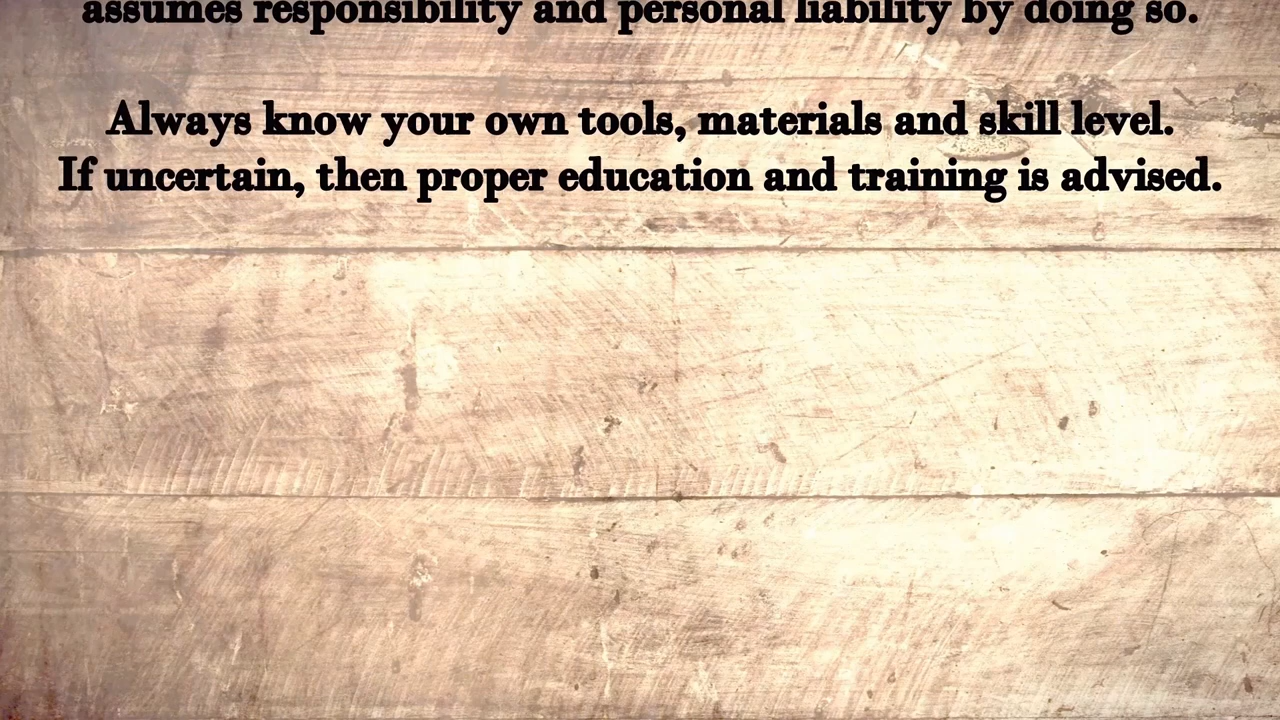 assumes responsibility and personal liability by doing so.
Always know your own tools, materials and skill level.
If uncertain, then proper education and training is advised.